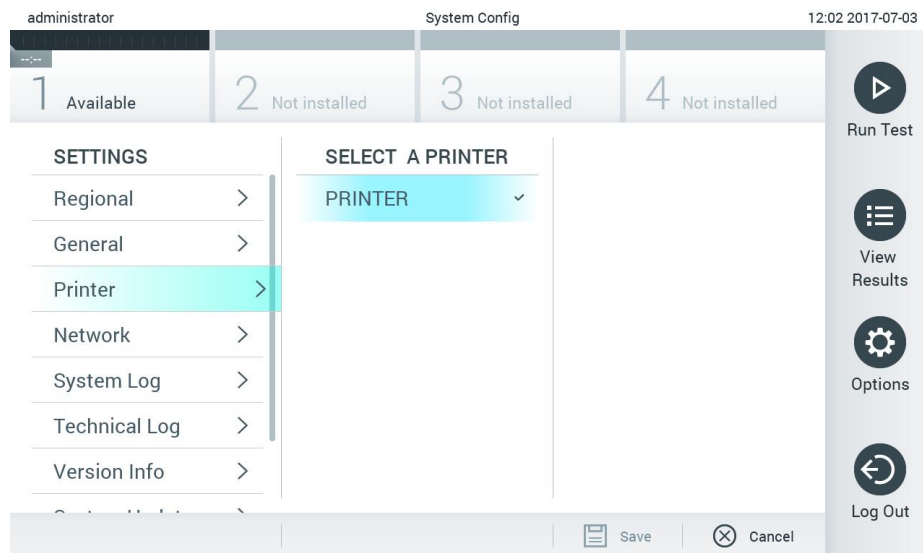 administrator System Config 12:02 2017-07-03
--:--
1 Available 2 Not installed 3 Not installed 4 Not installed
Run Test
SETTINGS
Regional
General
Printer
Network
System Log
Technical Log
Version Info
SELECT A PRINTER
PRINTER
View
Results
Options
Log Out
Save Cancel